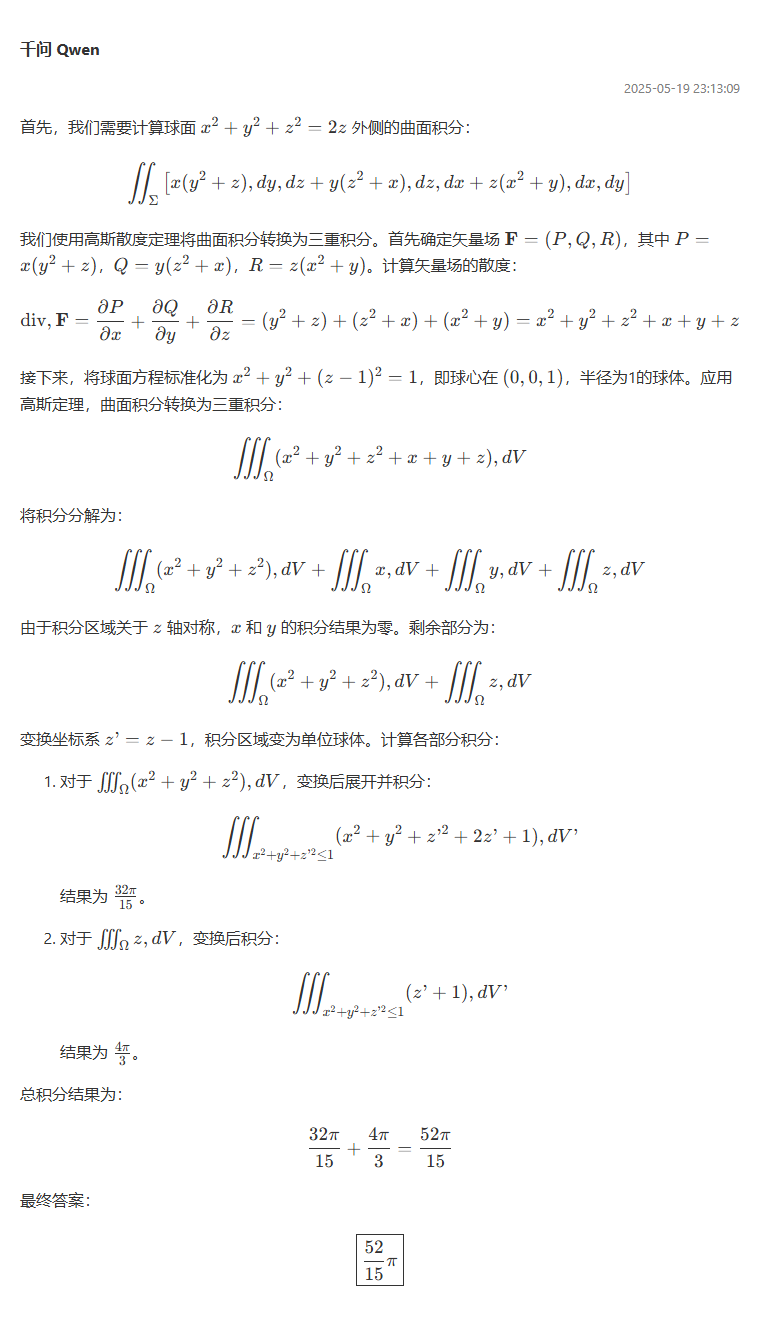 千问 Qwen
2025-05-19 23:13:09
首先，我们需要计算球面 $x^2 + y^2 + z^2 = 2z$ 外侧的曲面积分：
$$\iint_\Sigma [x(y^2 + z), dy, dz + y(z^2 + x), dz, dx + z(x^2 + y), dx, dy]$$
我们使用高斯散度定理将曲面积分转换为三重积分。首先确定矢量场 $\mathbf{F} = (P, Q, R)$，其中 $P =$
$x(y^2 + z)$，$Q = y(z^2 + x)$，$R = z(x^2 + y)$。计算矢量场的散度：
$$\text{div}, \mathbf{F} = \frac{\partial P}{\partial x} + \frac{\partial Q}{\partial y} + \frac{\partial R}{\partial z} = (y^2 + z) + (z^2 + x) + (x^2 + y) = x^2 + y^2 + z^2 + x + y + z$$
接下来，将球面方程标准化为 $x^2 + y^2 + (z - 1)^2 = 1$，即球心在 $(0, 0, 1)$，半径为1的球体。应用
高斯定理，曲面积分转换为三重积分：
$$\iiint_\Omega (x^2 + y^2 + z^2 + x + y + z), dV$$
将积分分解为：
$$\iiint_\Omega (x^2 + y^2 + z^2), dV + \iiint_\Omega x, dV + \iiint_\Omega y, dV + \iiint_\Omega z, dV$$
由于积分区域关于 $z$ 轴对称，$x$ 和 $y$ 的积分结果为零。剩余部分为：
$$\iiint_\Omega (x^2 + y^2 + z^2), dV + \iiint_\Omega z, dV$$
变换坐标系 $z’ = z - 1$，积分区域变为单位球体。计算各部分积分：
1. 对于 $\iiint_\Omega (x^2 + y^2 + z^2), dV$，变换后展开并积分：
$$\iiint_{x^2+y^2+z’^2 \leq 1} (x^2 + y^2 + z’^2 + 2z’ + 1), dV’$$
结果为 $\frac{32\pi}{15}$。
2. 对于 $\iiint_\Omega z, dV$，变换后积分：
$$\iiint_{x^2+y^2+z’^2 \leq 1} (z’ + 1), dV’$$
结果为 $\frac{4\pi}{3}$。
总积分结果为：
$$\frac{32\pi}{15} + \frac{4\pi}{3} = \frac{52\pi}{15}$$
最终答案：
$$\boxed{\frac{52}{15}\pi}$$